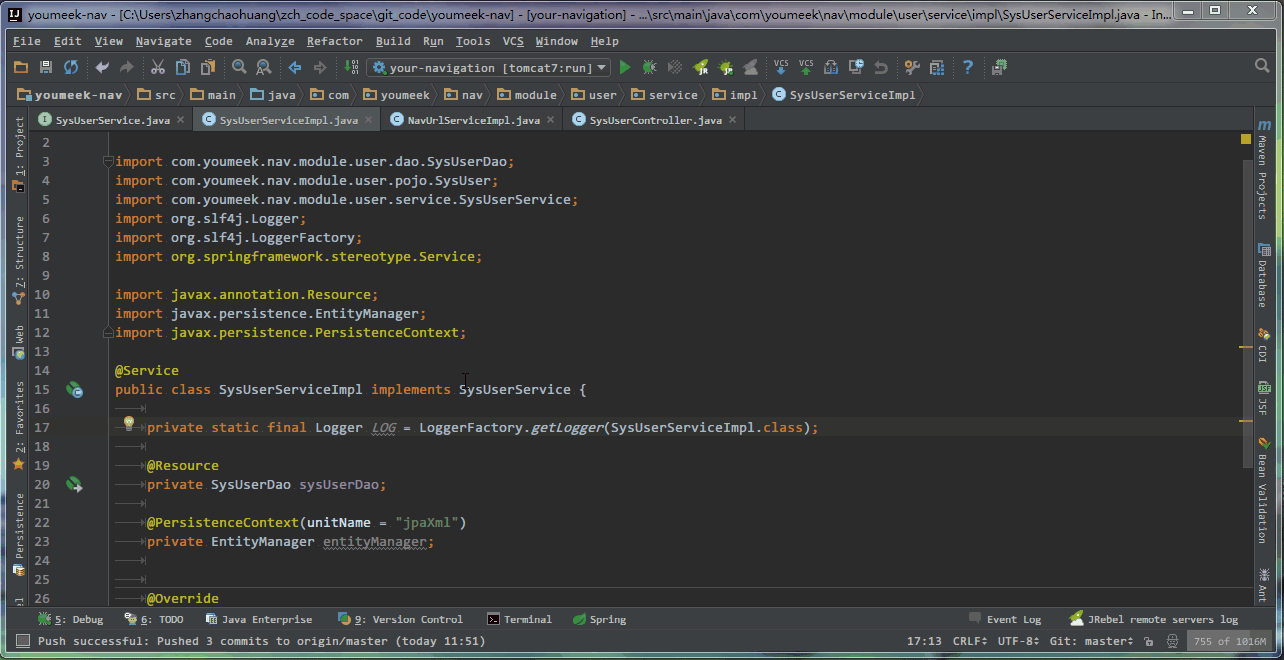 youmeek-nav - [C:\Users\zhangchaohuang\zch_code_space\git_code\youmeek-nav] - [your-navigation] - ...\src\main\java\com\youmeek\nav\module\user\service\impl\SysUserServiceImpl.java - In...
File Edit View Navigate Code Analyze Refactor Build Run Tools VCS Window Help
your-navigation [tomcat7:run] VCS VCS
youmeek-nav src main java com youmeek nav module user service impl SysUserServiceImpl
SysUserService.java SysUserServiceImpl.java NavUrlServiceImpl.java SysUserController.java
1: Project
7: Structure
Web
2: Favorites
Persistence
2
3 import com.youmeek.nav.module.user.dao.SysUserDao;
4 import com.youmeek.nav.module.user.pojo.SysUser;
5 import com.youmeek.nav.module.user.service.SysUserService;
6 import org.slf4j.Logger;
7 import org.slf4j.LoggerFactory;
8 import org.springframework.stereotype.Service;
9
10 import javax.annotation.Resource;
11 import javax.persistence.EntityManager;
12 import javax.persistence.PersistenceContext;
13
14 @Service
15 public class SysUserServiceImpl implements SysUserService {
16
17 private static final Logger LOG = LoggerFactory.getLogger(SysUserServiceImpl.class);
18
19 @Resource
20 private SysUserDao sysUserDao;
21
22 @PersistenceContext(unitName = "jpaXml")
23 private EntityManager entityManager;
24
25
26 @Override
Maven Projects
Database
CDI
JSF
Bean Validation
Ant
5: Debug 6: TODO Java Enterprise 9: Version Control Terminal Spring Event Log JRebel remote servers log
Push successful: Pushed 3 commits to origin/master (today 11:51) 17:13 CRLF UTF-8 Git: master 755 of 1016M